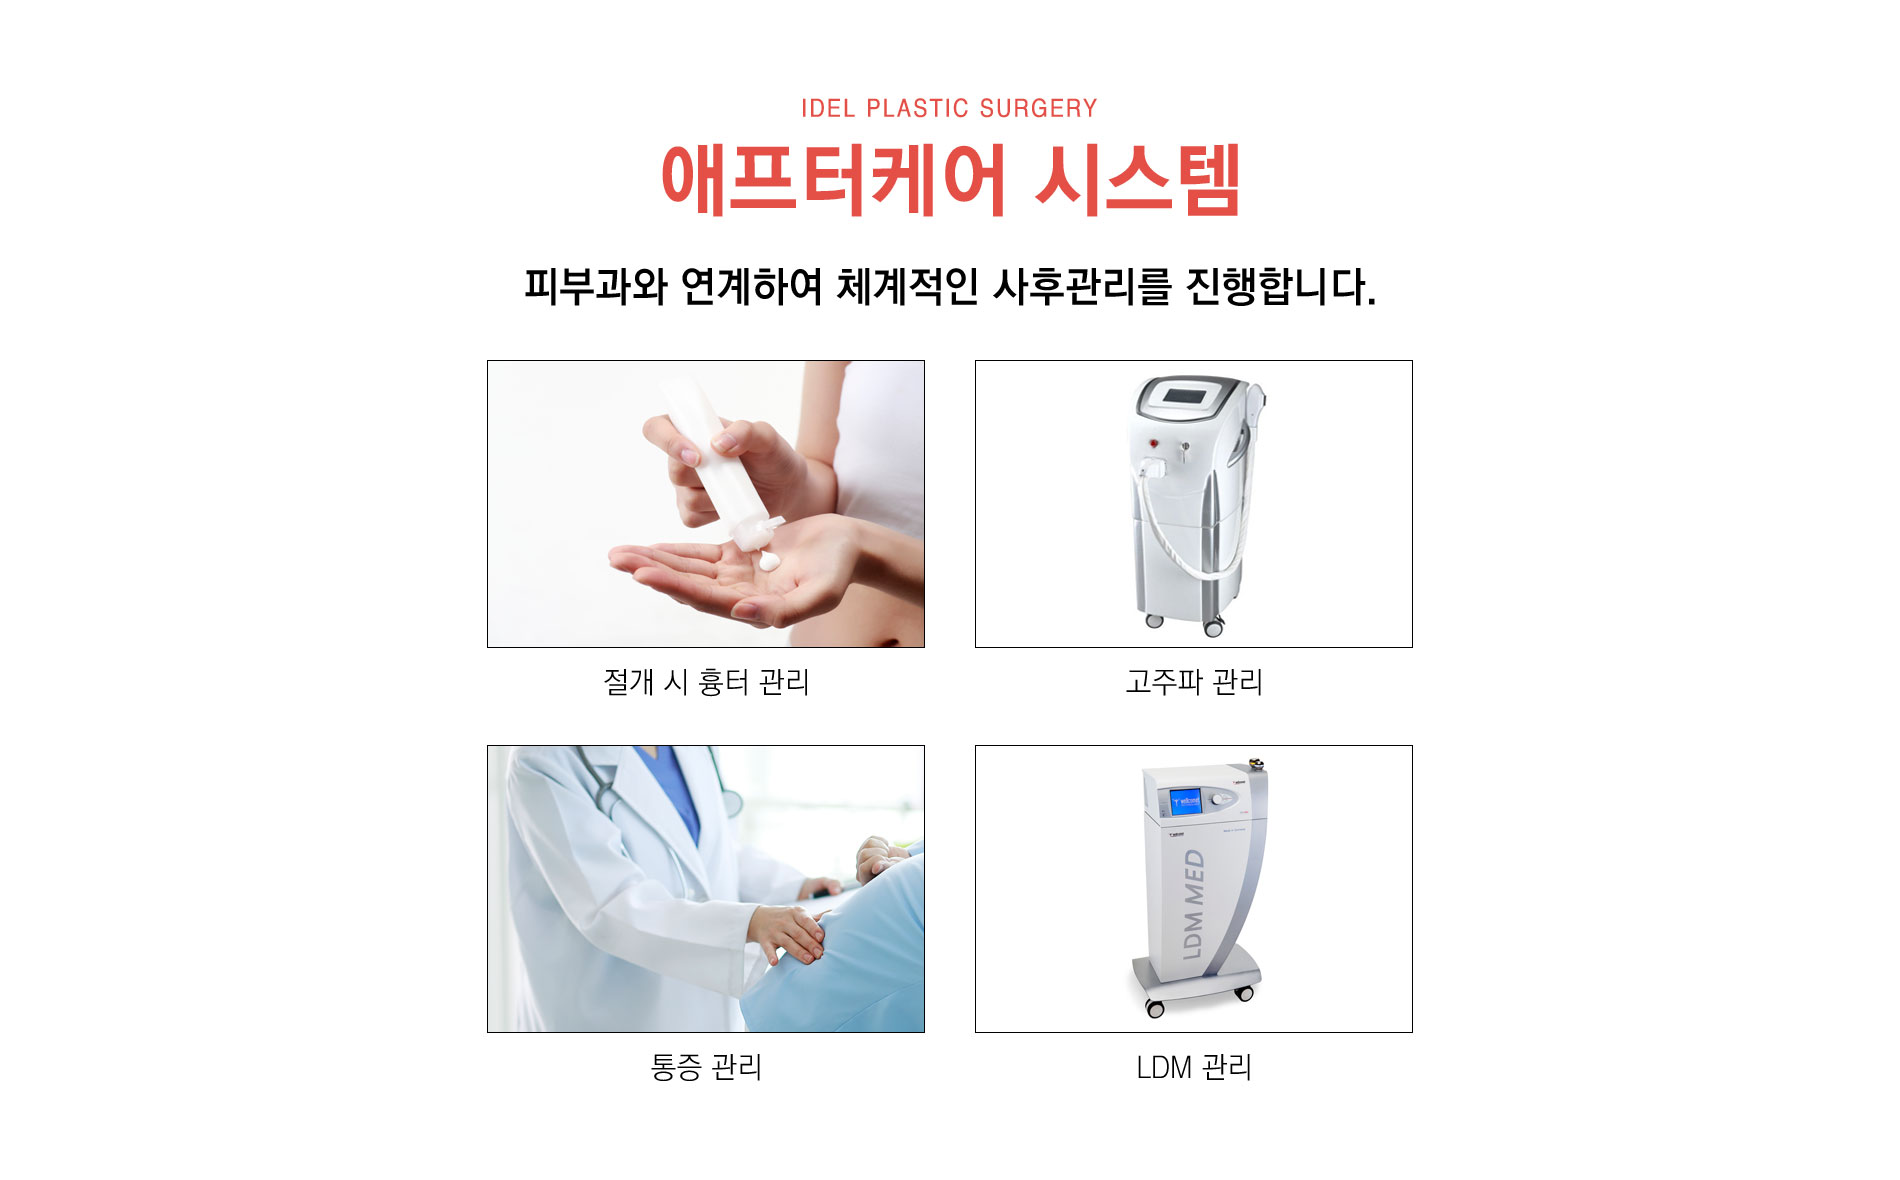 IDEL PLASTIC SURGERY
애프터케어 시스템
피부과와 연계하여 체계적인 사후관리를 진행합니다.
절개 시 흉터 관리
고주파 관리
LDM MED
통증 관리
LDM 관리